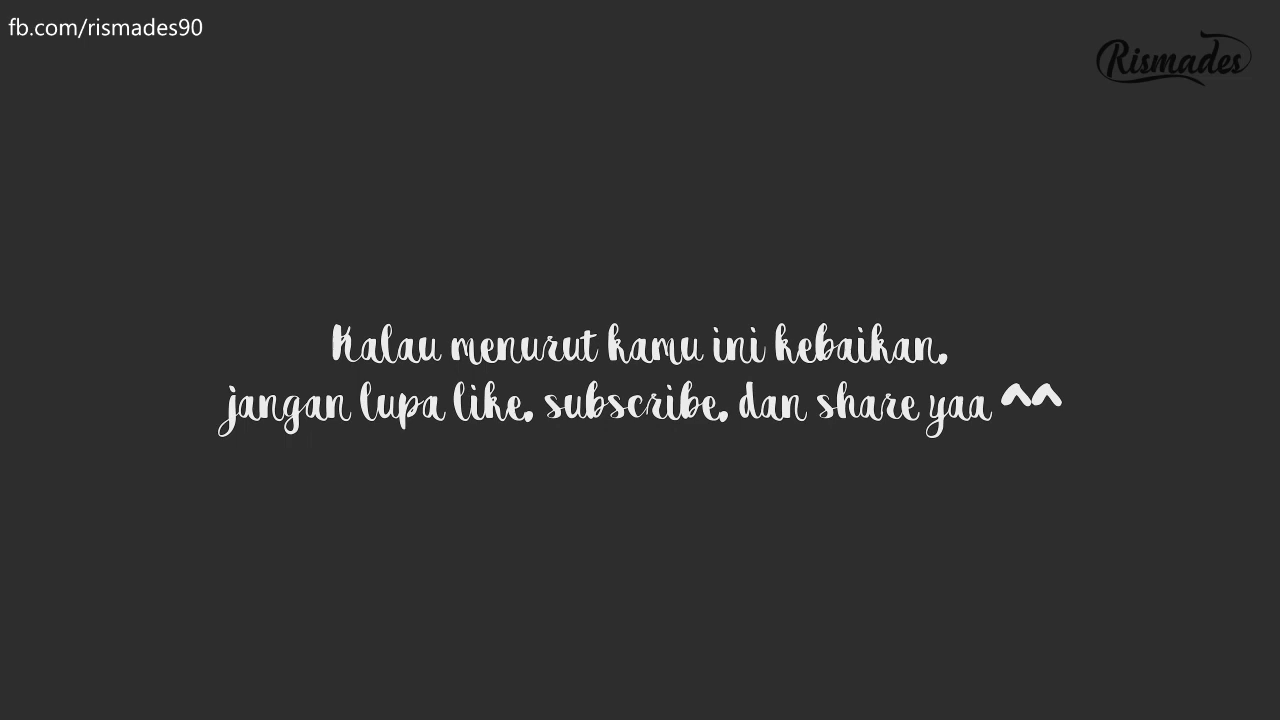 fb.com/rismades90
Rismades
Kalau menurut kamu ini kebaikan,
jangan lupa like, subscribe, dan share yaa ^^